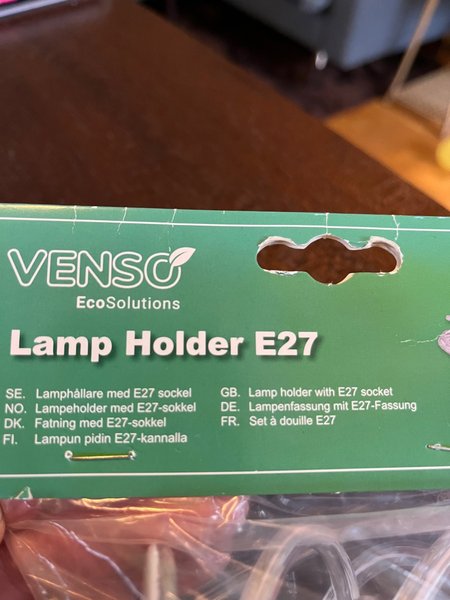 VENSO
EcoSolutions
Lamp Holder E27
SE. Lamphållare med E27 sockel
NO. Lampeholder med E27-sokkel
DK. Fatning med E27-sokkel
FI. Lampun pidin E27-kannalla
GB. Lamp holder with E27 socket
DE. Lampenfassung mit E27-Fassung
FR. Set à douille E27